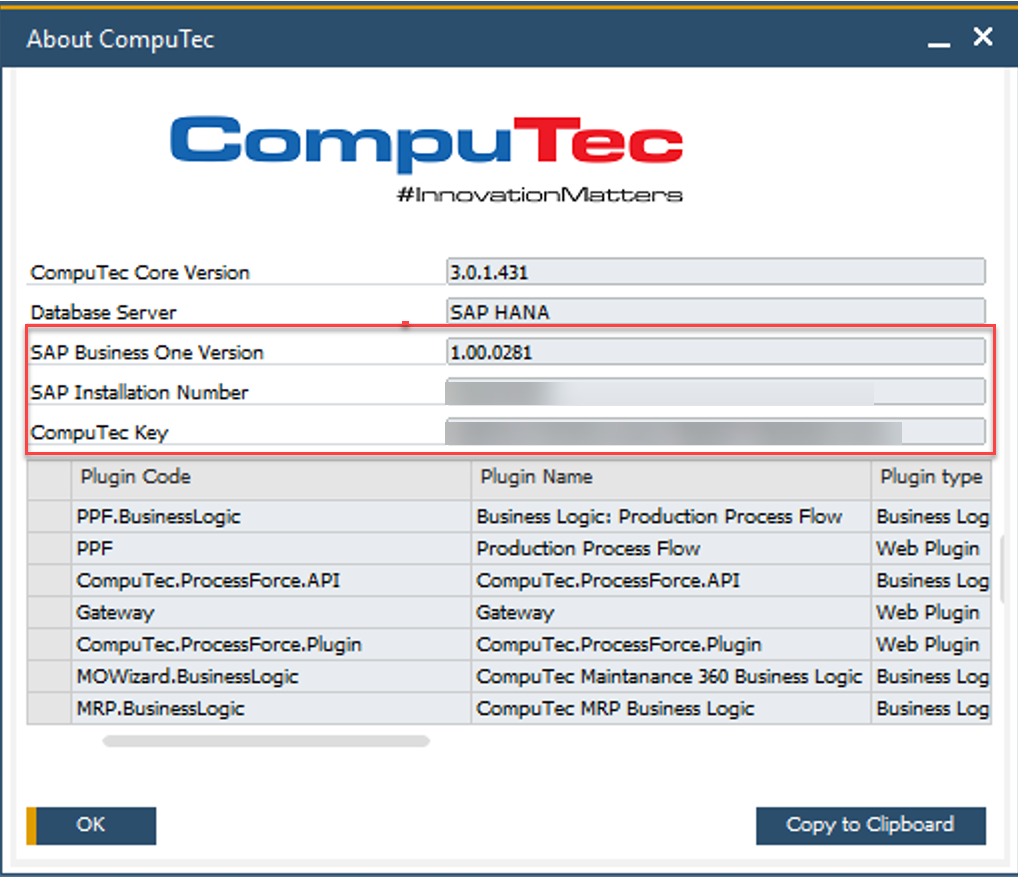 About CompuTec
CompuTec
#InnovationMatters
CompuTec Core Version 3.0.1.431
Database Server SAP HANA
SAP Business One Version 1.00.0281
SAP Installation Number
CompuTec Key
Plugin Code Plugin Name Plugin type
PPF.BusinessLogic Business Logic: Production Process Flow Business Log
PPF Production Process Flow Web Plugin
CompuTec.ProcessForce.API CompuTec.ProcessForce.API Business Log
Gateway Gateway Web Plugin
CompuTec.ProcessForce.Plugin CompuTec.ProcessForce.Plugin Web Plugin
MOWizard.BusinessLogic CompuTec Maintanance 360 Business Logic Business Log
MRP.BusinessLogic CompuTec MRP Business Logic Business Log
OK Copy to Clipboard